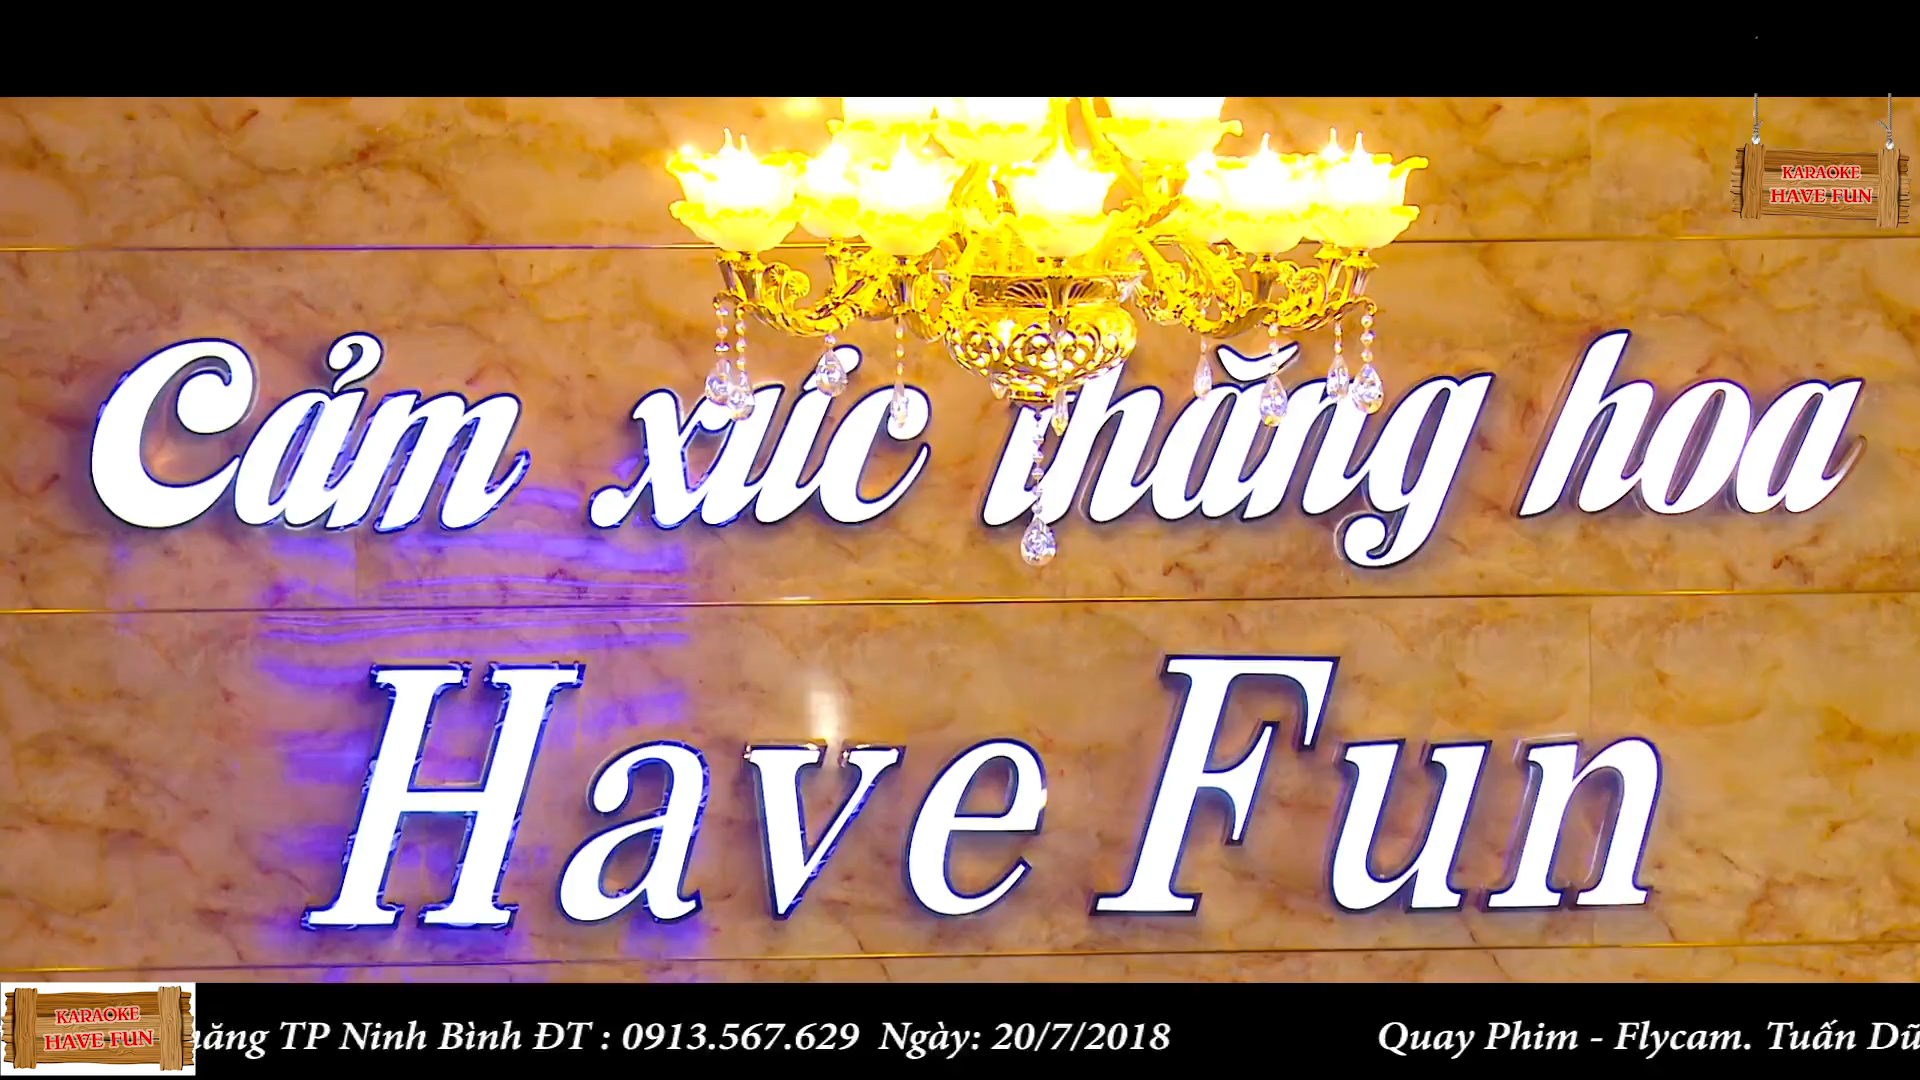 KARAOKE
HAVE FUN
Cảm xúc thăng hoa
Have Fun
KARAOKE
HAVE FUN
TP Ninh Bình ĐT : 0913.567.629 Ngày: 20/7/2018 Quay Phim - Flycam. Tuấn